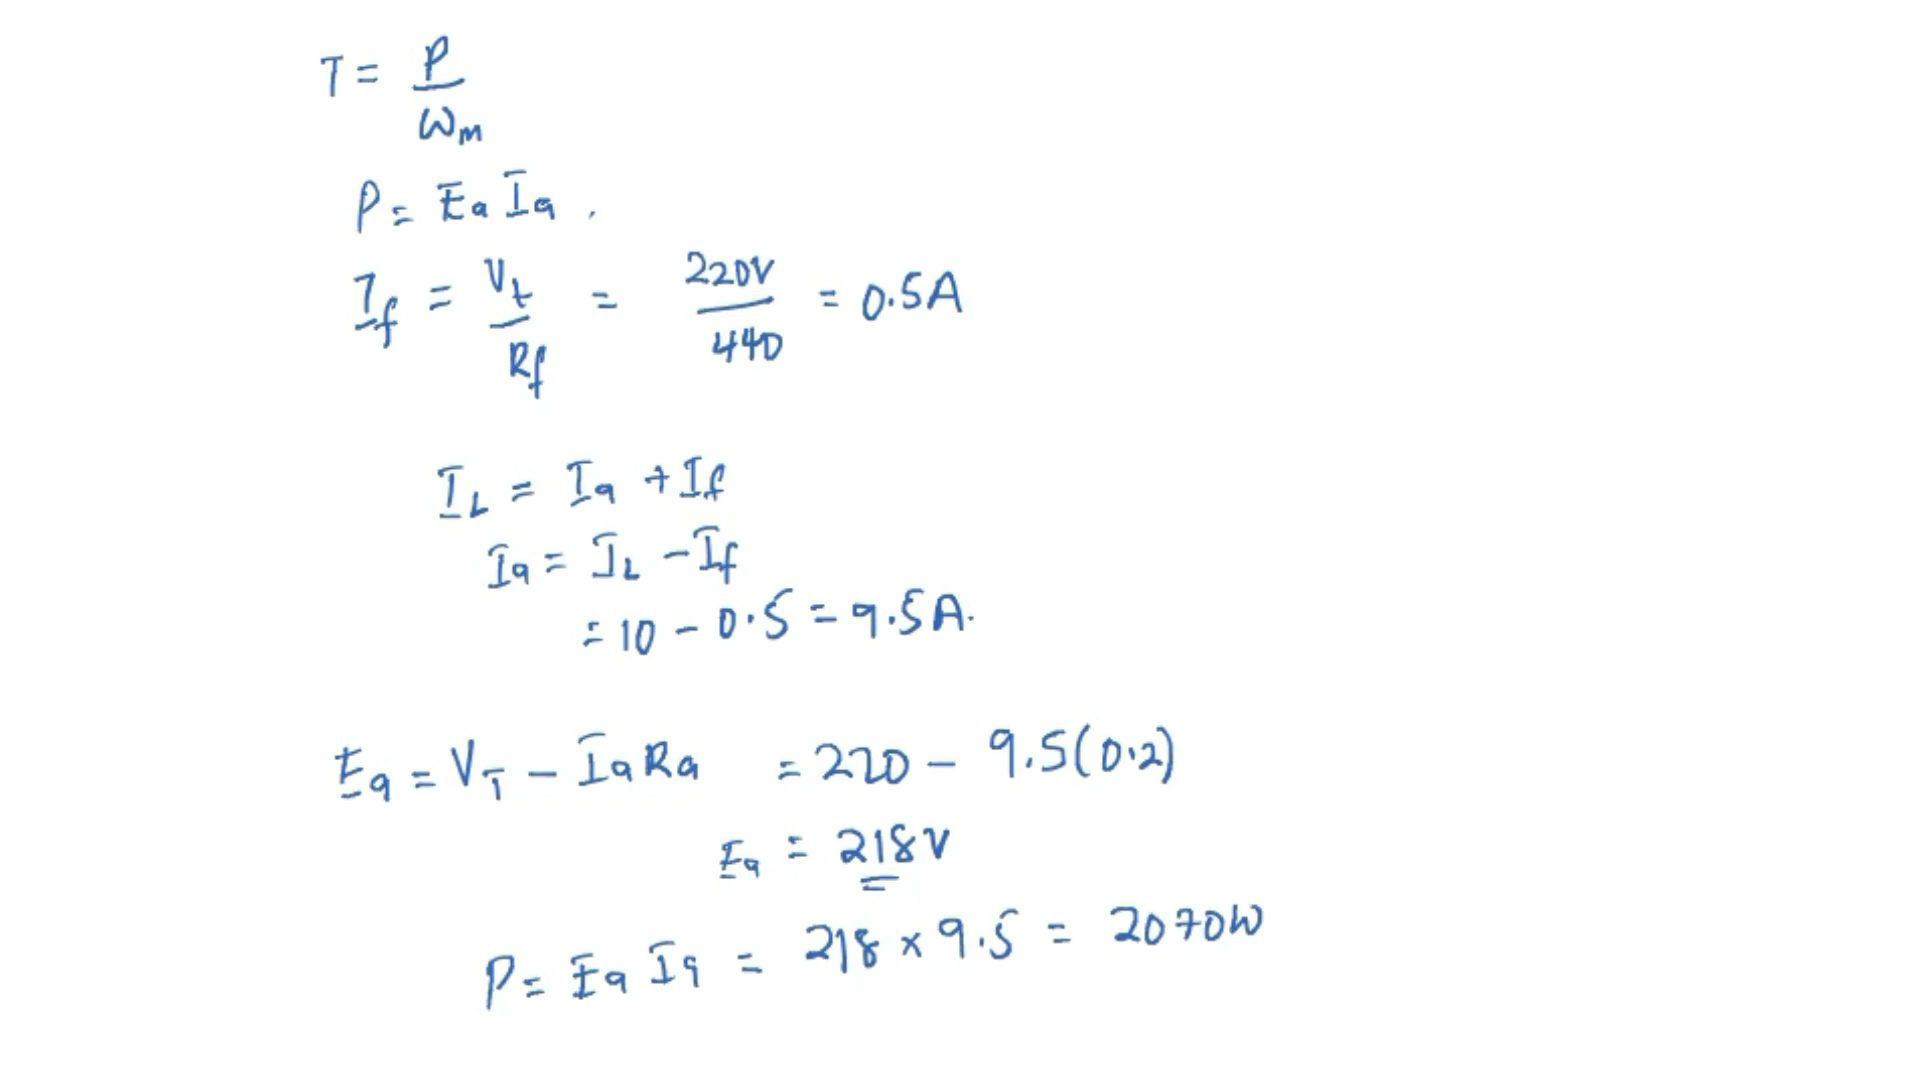 T = P/ωm
P = Ea Ia .
If = Vt/Rf = 220V/440 = 0.5A
IL = Ia + If
Ia = IL - If
= 10 - 0.5 = 9.5A.
Ea = VT - IaRa = 220 - 9.5(0.2)
Ea = 218V
P = Ea Ia = 218 x 9.5 = 2070W